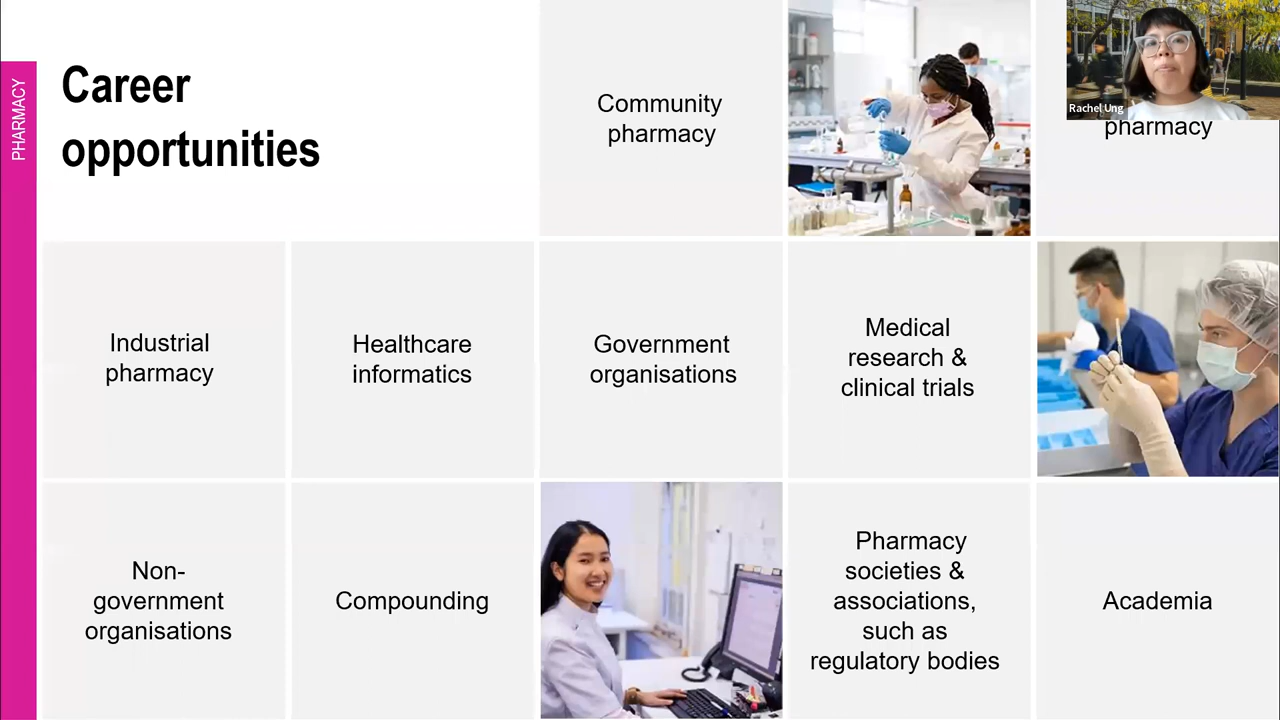 PHARMACY
Career
opportunities
Community
pharmacy
Rachel Ung
pharmacy
Industrial
pharmacy
Healthcare
informatics
Government
organisations
Medical
research &
clinical trials
Non-
government
organisations
Compounding
Pharmacy
societies &
associations,
such as
regulatory bodies
Academia